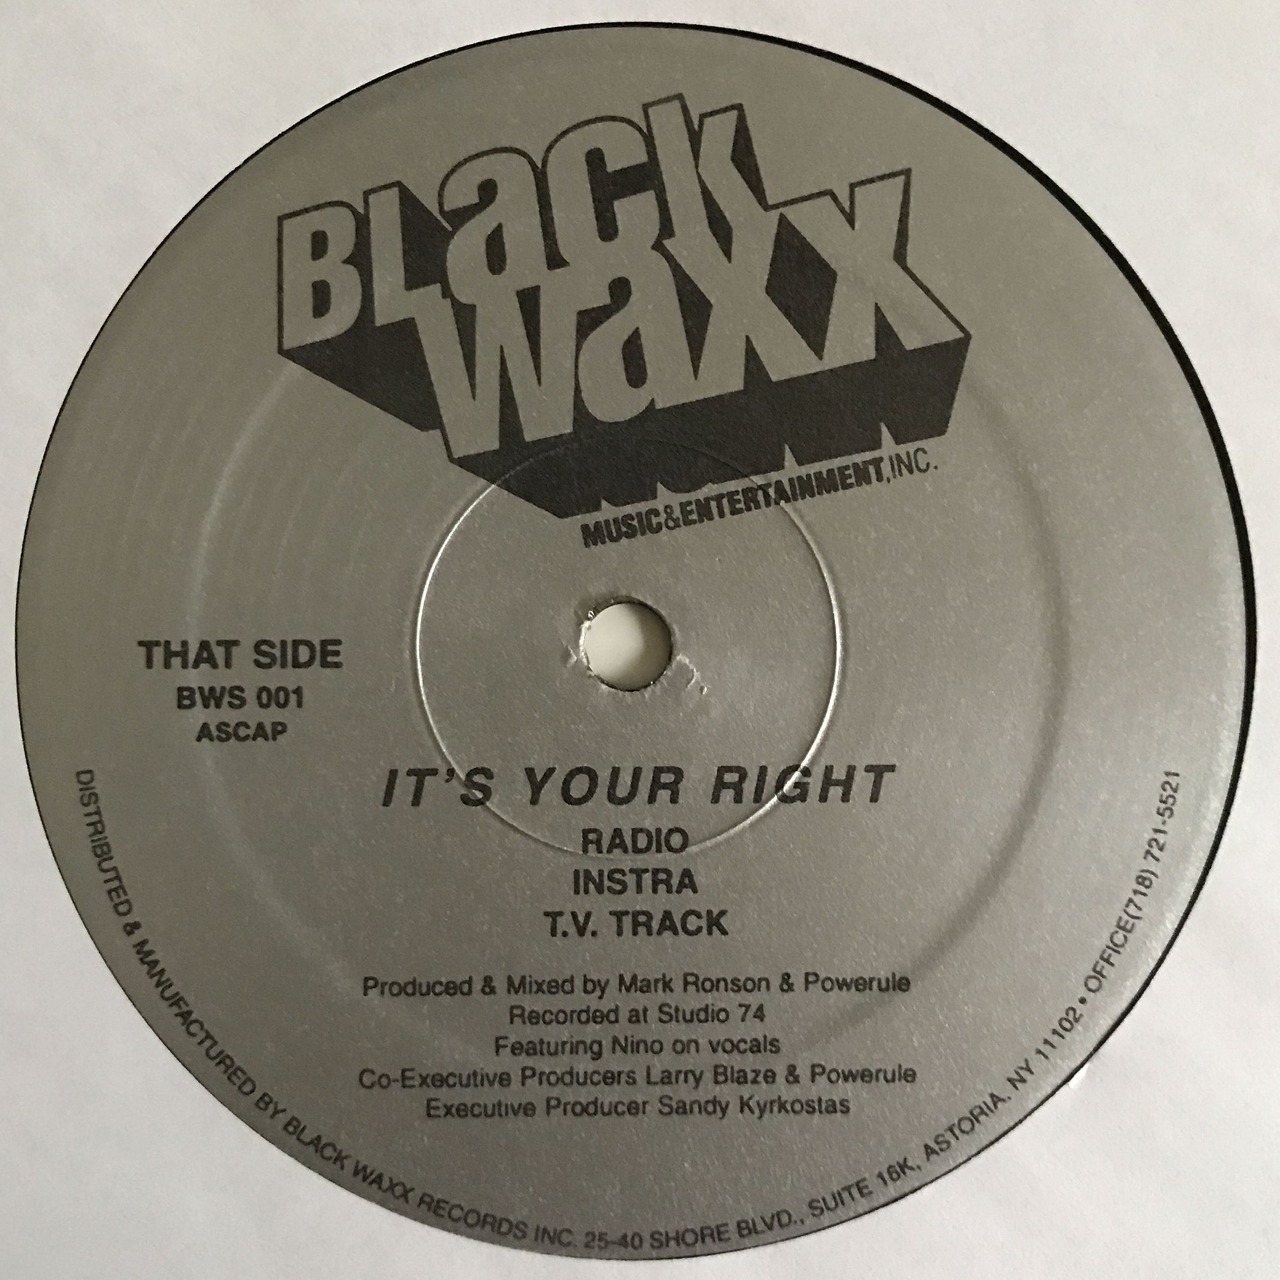 BLack
WaXX
MUSIC&ENTERTAINMENT,INC.
THAT SIDE
BWS 001
ASCAP
IT'S YOUR RIGHT
RADIO
INSTRA
T.V. TRACK
Produced & Mixed by Mark Ronson & Powerule
Recorded at Studio 74
Featuring Nino on vocals
Co-Executive Producers Larry Blaze & Powerule
Executive Producer Sandy Kyrkostas
DISTRIBUTED & MANUFACTURED BY BLACK WAXX RECORDS INC. 25-40 SHORE BLVD., SUITE 16K, ASTORIA, NY 11102 • OFFICE(718) 721-5521